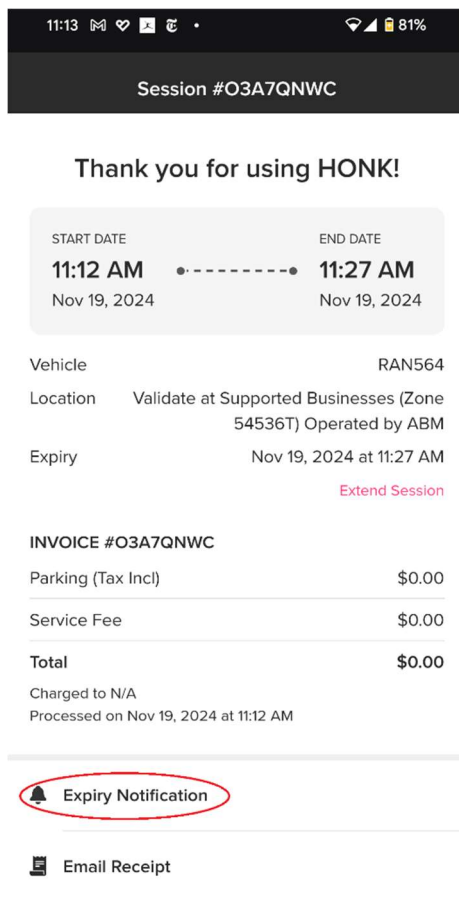 11:13 81%
Session #O3A7QNWC
Thank you for using HONK!
START DATE END DATE
11:12 AM 11:27 AM
Nov 19, 2024 Nov 19, 2024
Vehicle RAN564
Location Validate at Supported Businesses (Zone
54536T) Operated by ABM
Expiry Nov 19, 2024 at 11:27 AM
Extend Session
INVOICE #O3A7QNWC
Parking (Tax Incl) $0.00
Service Fee $0.00
Total $0.00
Charged to N/A
Processed on Nov 19, 2024 at 11:12 AM
Expiry Notification
Email Receipt